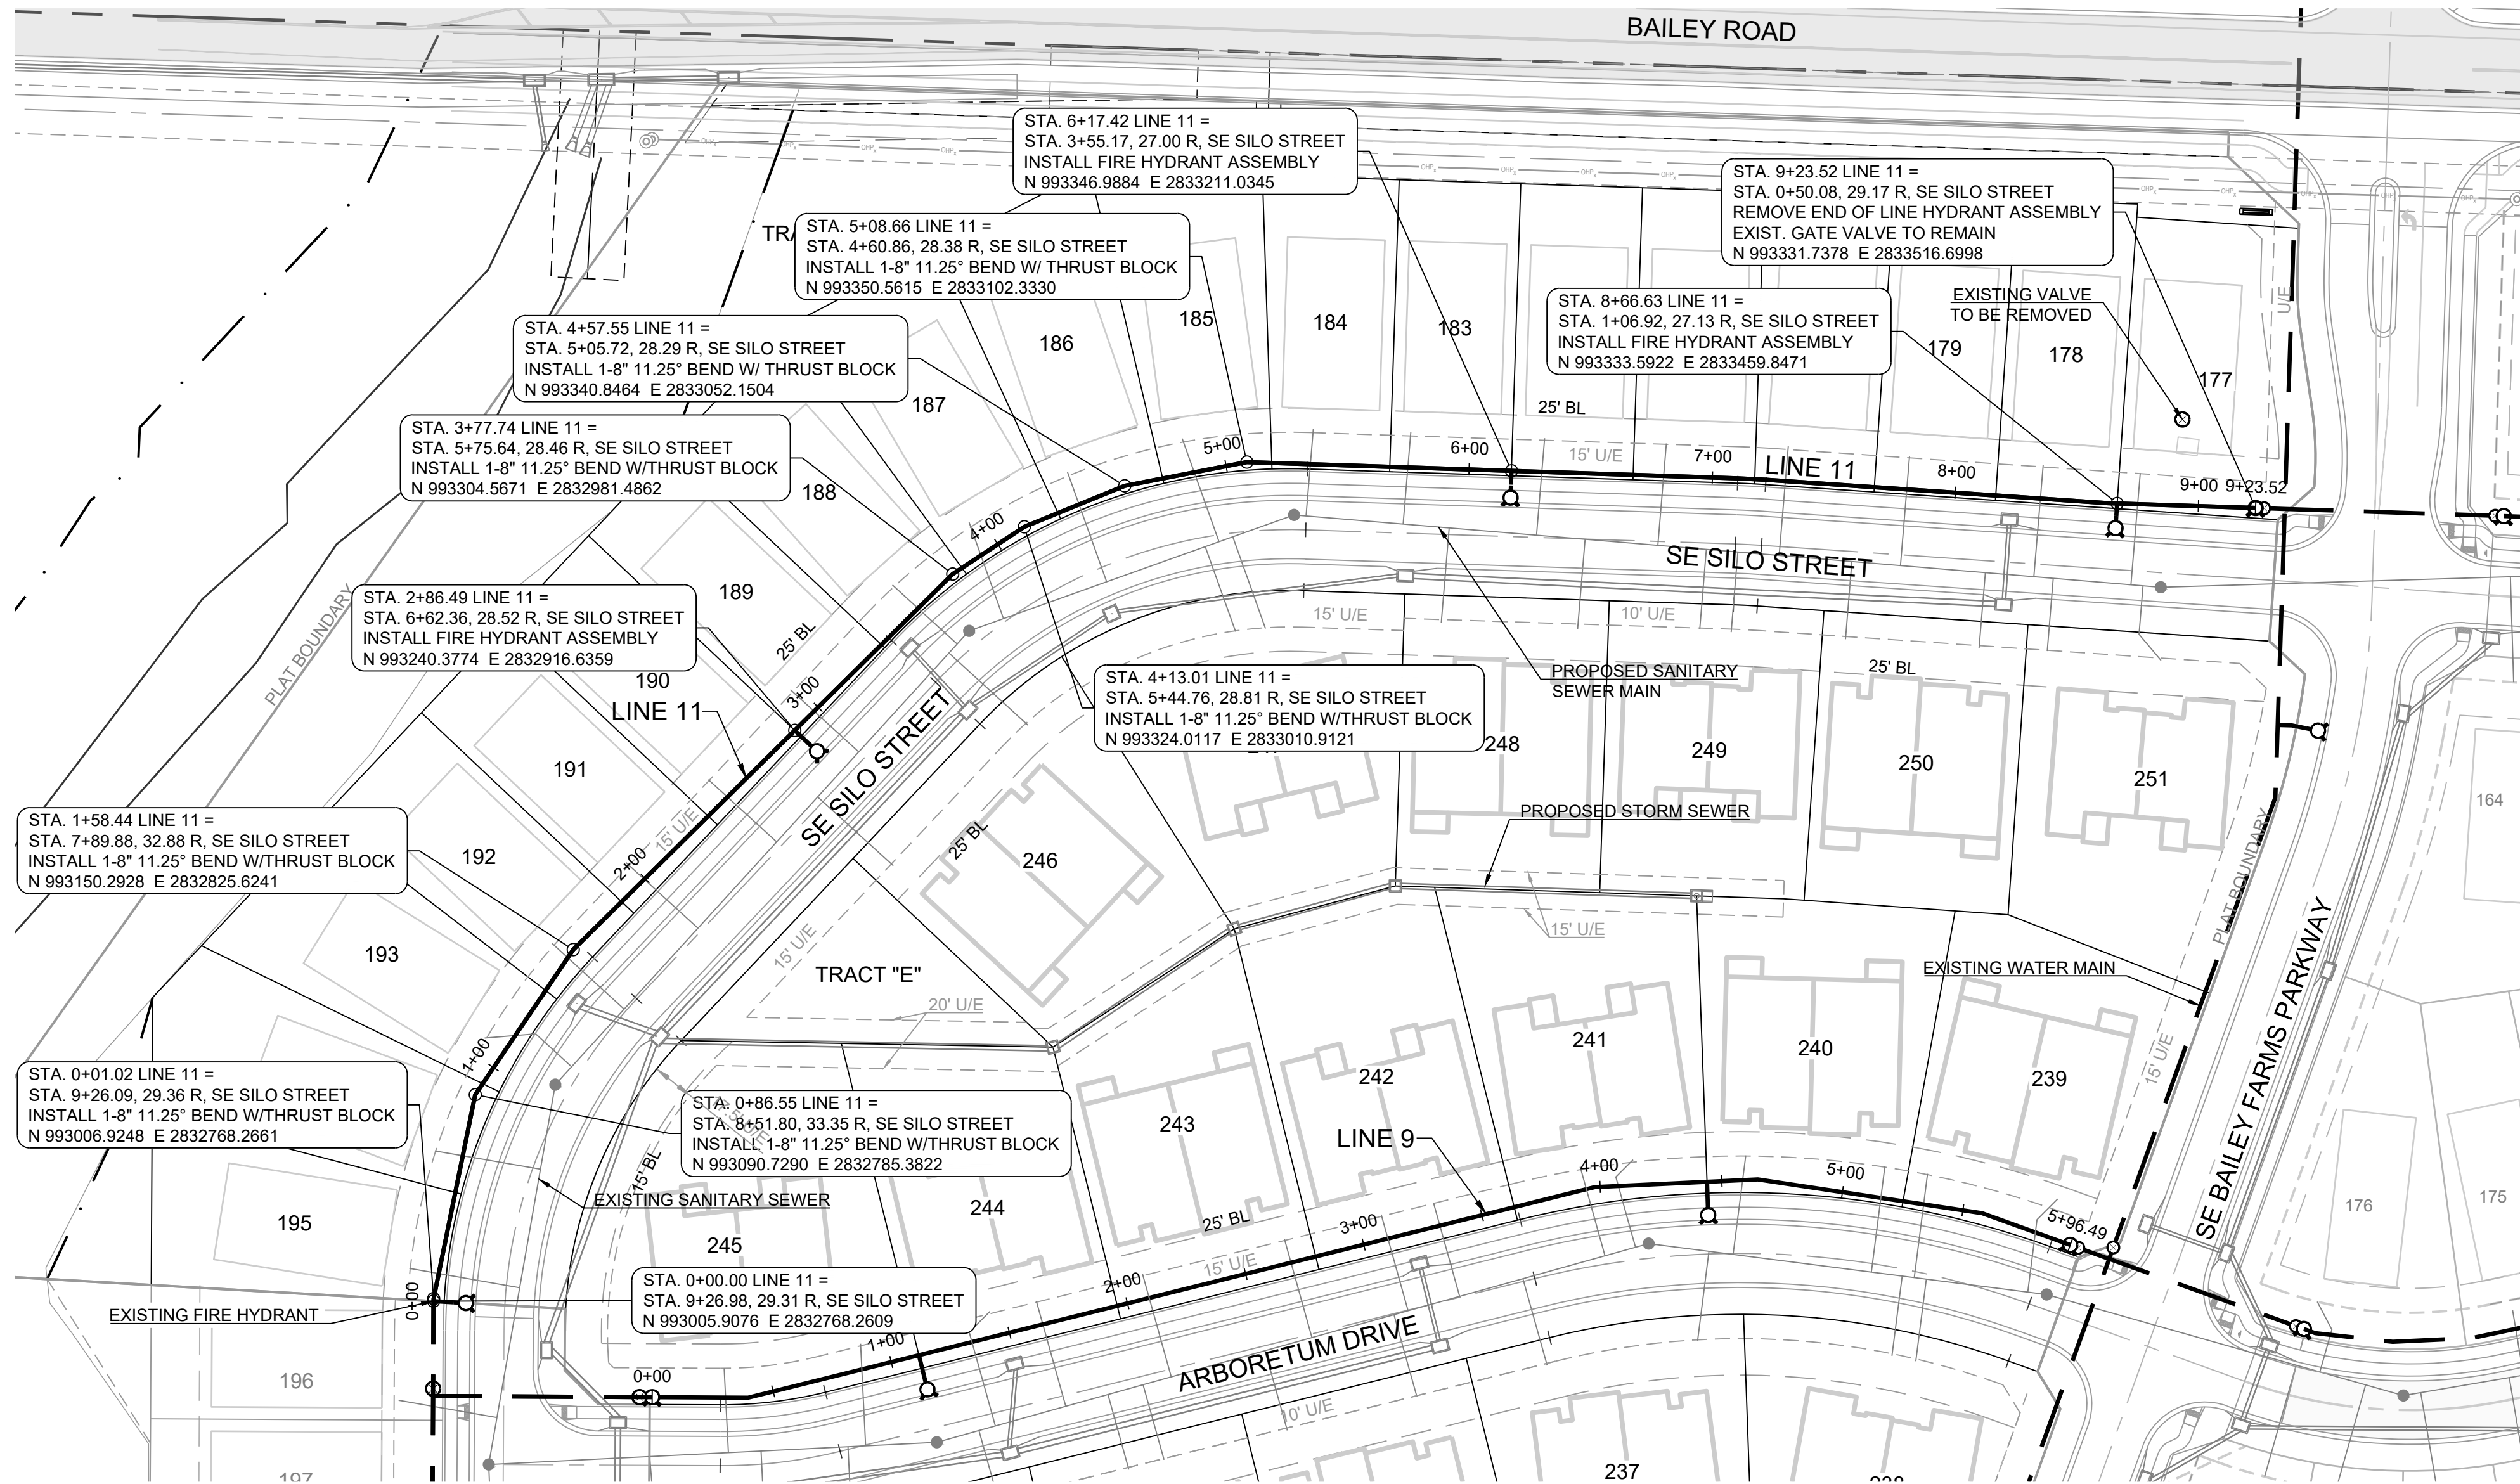 BAILEY ROAD
STA. 6+17.42 LINE 11 =
STA. 3+55.17, 27.00 R, SE SILO STREET
INSTALL FIRE HYDRANT ASSEMBLY
N 993346.9884 E 2833211.0345
STA. 9+23.52 LINE 11 =
STA. 0+50.08, 29.17 R, SE SILO STREET
REMOVE END OF LINE HYDRANT ASSEMBLY
EXIST. GATE VALVE TO REMAIN
N 993331.7378 E 2833516.6998
TRA
STA. 5+08.66 LINE 11 =
STA. 4+60.86, 28.38 R, SE SILO STREET
INSTALL 1-8" 11.25° BEND W/ THRUST BLOCK
N 993350.5615 E 2833102.3330
STA. 8+66.63 LINE 11 =
STA. 1+06.92, 27.13 R, SE SILO STREET
INSTALL FIRE HYDRANT ASSEMBLY
N 993333.5922 E 2833459.8471
EXISTING VALVE
TO BE REMOVED
U/E
STA. 4+57.55 LINE 11 =
STA. 5+05.72, 28.29 R, SE SILO STREET
INSTALL 1-8" 11.25° BEND W/ THRUST BLOCK
N 993340.8464 E 2833052.1504
186
185
184
183
179
178
177
187
25' BL
STA. 3+77.74 LINE 11 =
STA. 5+75.64, 28.46 R, SE SILO STREET
INSTALL 1-8" 11.25° BEND W/THRUST BLOCK
N 993304.5671 E 2832981.4862
188
5+00
6+00
15' U/E
7+00
LINE 11
8+00
9+00
9+23.52
4+00
SE SILO STREET
189
PLAT BOUNDARY
STA. 2+86.49 LINE 11 =
STA. 6+62.36, 28.52 R, SE SILO STREET
INSTALL FIRE HYDRANT ASSEMBLY
N 993240.3774 E 2832916.6359
25' BL
15' U/E
10' U/E
190
LINE 11
3+00
STA. 4+13.01 LINE 11 =
STA. 5+44.76, 28.81 R, SE SILO STREET
INSTALL 1-8" 11.25° BEND W/THRUST BLOCK
N 993324.0117 E 2833010.9121
PROPOSED SANITARY
SEWER MAIN
25' BL
248
249
250
251
164
191
SE SILO STREET
PROPOSED STORM SEWER
STA. 1+58.44 LINE 11 =
STA. 7+89.88, 32.88 R, SE SILO STREET
INSTALL 1-8" 11.25° BEND W/THRUST BLOCK
N 993150.2928 E 2832825.6241
192
2+00
15' U/E
25' BL
246
PLAT BOUNDARY
15' U/E
193
15' U/E
TRACT "E"
20' U/E
EXISTING WATER MAIN
SE BAILEY FARMS PARKWAY
1+00
STA. 0+01.02 LINE 11 =
STA. 9+26.09, 29.36 R, SE SILO STREET
INSTALL 1-8" 11.25° BEND W/THRUST BLOCK
N 993006.9248 E 2832768.2661
STA. 0+86.55 LINE 11 =
STA. 8+51.80, 33.35 R, SE SILO STREET
INSTALL 1-8" 11.25° BEND W/THRUST BLOCK
N 993090.7290 E 2832785.3822
243
242
241
240
239
15' U/E
LINE 9
15' BL
EXISTING SANITARY SEWER
195
245
244
25' BL
15' U/E
3+00
4+00
5+00
5+96.49
176
175
0+00
EXISTING FIRE HYDRANT
STA. 0+00.00 LINE 11 =
STA. 9+26.98, 29.31 R, SE SILO STREET
N 993005.9076 E 2832768.2609
2+00
1+00
ARBORETUM DRIVE
196
0+00
10' U/E
197
237
238